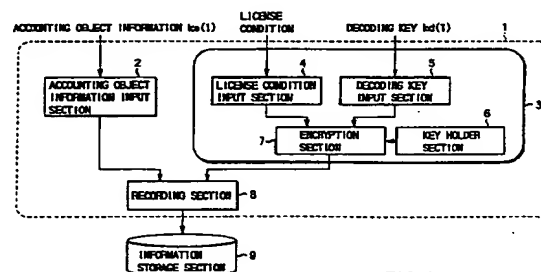 LICENSE
CONDITION
ACCOUNTING OBJECT INFORMATION
DECODING KEY
1
2
ACCOUNTING OBJECT
INFORMATION INPUT
SECTION
4
LICENSE CONDITION
INPUT SECTION
5
DECODING KEY
INPUT SECTION
3
7
ENCRYPTION
SECTION
6
KEY HOLDER
SECTION
RECORDING SECTION
8
INFORMATION
STORAGE SECTION
9